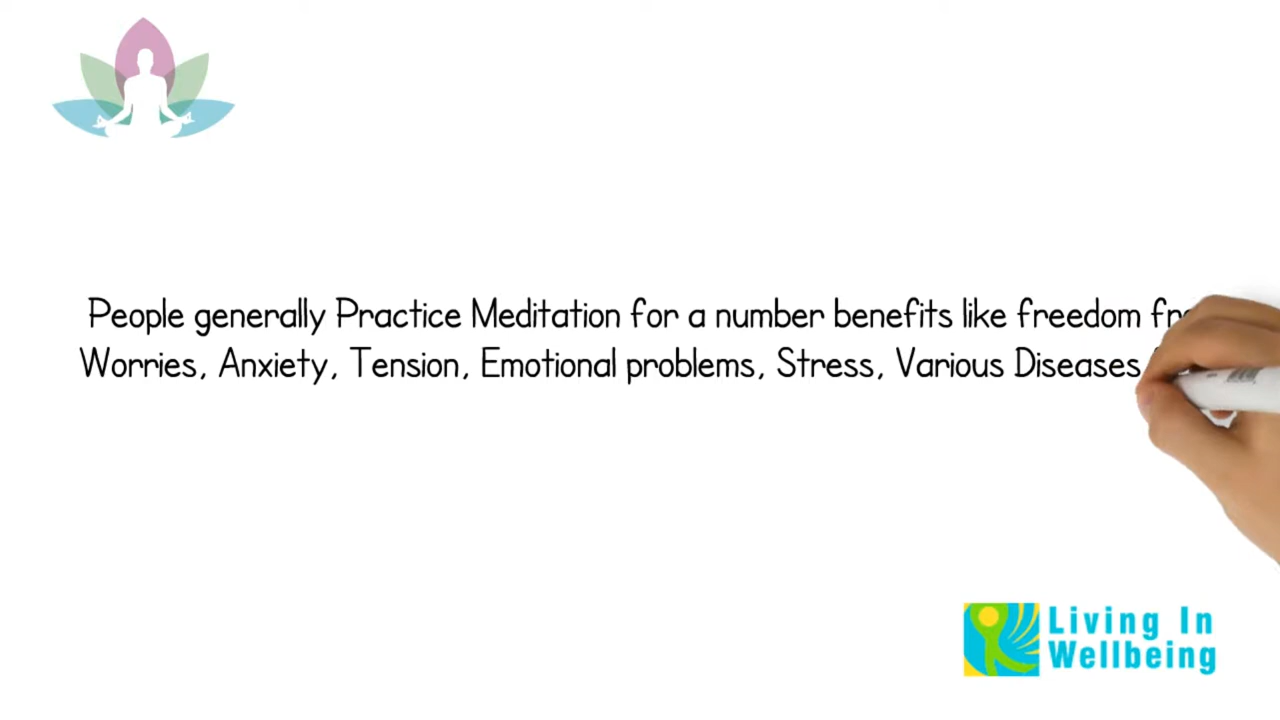 People generally Practice Meditation for a number benefits like freedom
Worries, Anxiety, Tension, Emotional problems, Stress, Various Diseases
Living In
Wellbeing